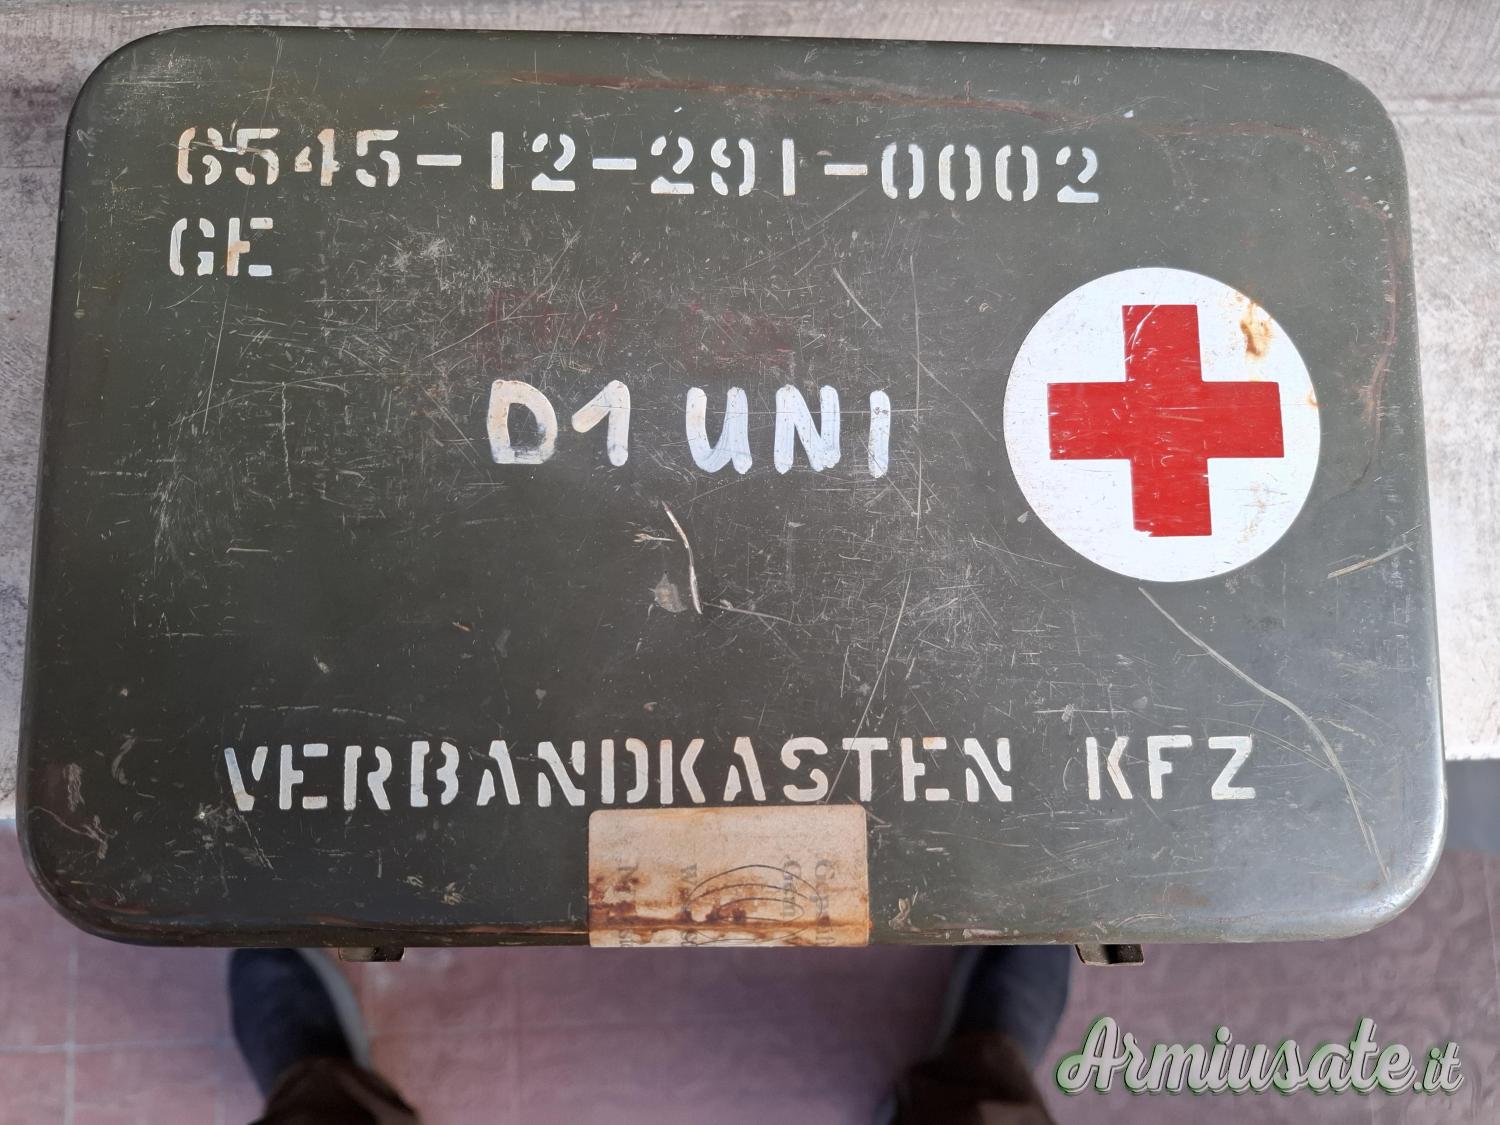 6545-12-291-0002
GE
D1 UNI
VERBANDKASTEN KFZ
Armiusate.it